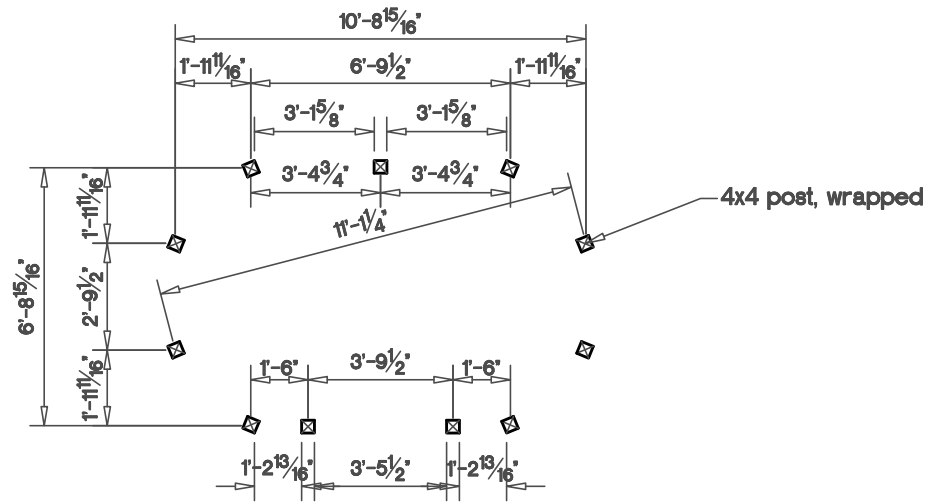 10'-8 15/16"
1'-11 11/16" 6'-9 1/2" 1'-11 11/16"
3'-1 5/8" 3'-1 5/8"
3'-4 3/4" 3'-4 3/4"
1'-11 11/16"
11'-1 1/4"
4x4 post, wrapped
6'-8 15/16"
2'-9 1/2"
1'-11 11/16"
1'-6" 3'-9 1/2" 1'-6"
1'-2 13/16" 3'-5 1/2" 1'-2 13/16"